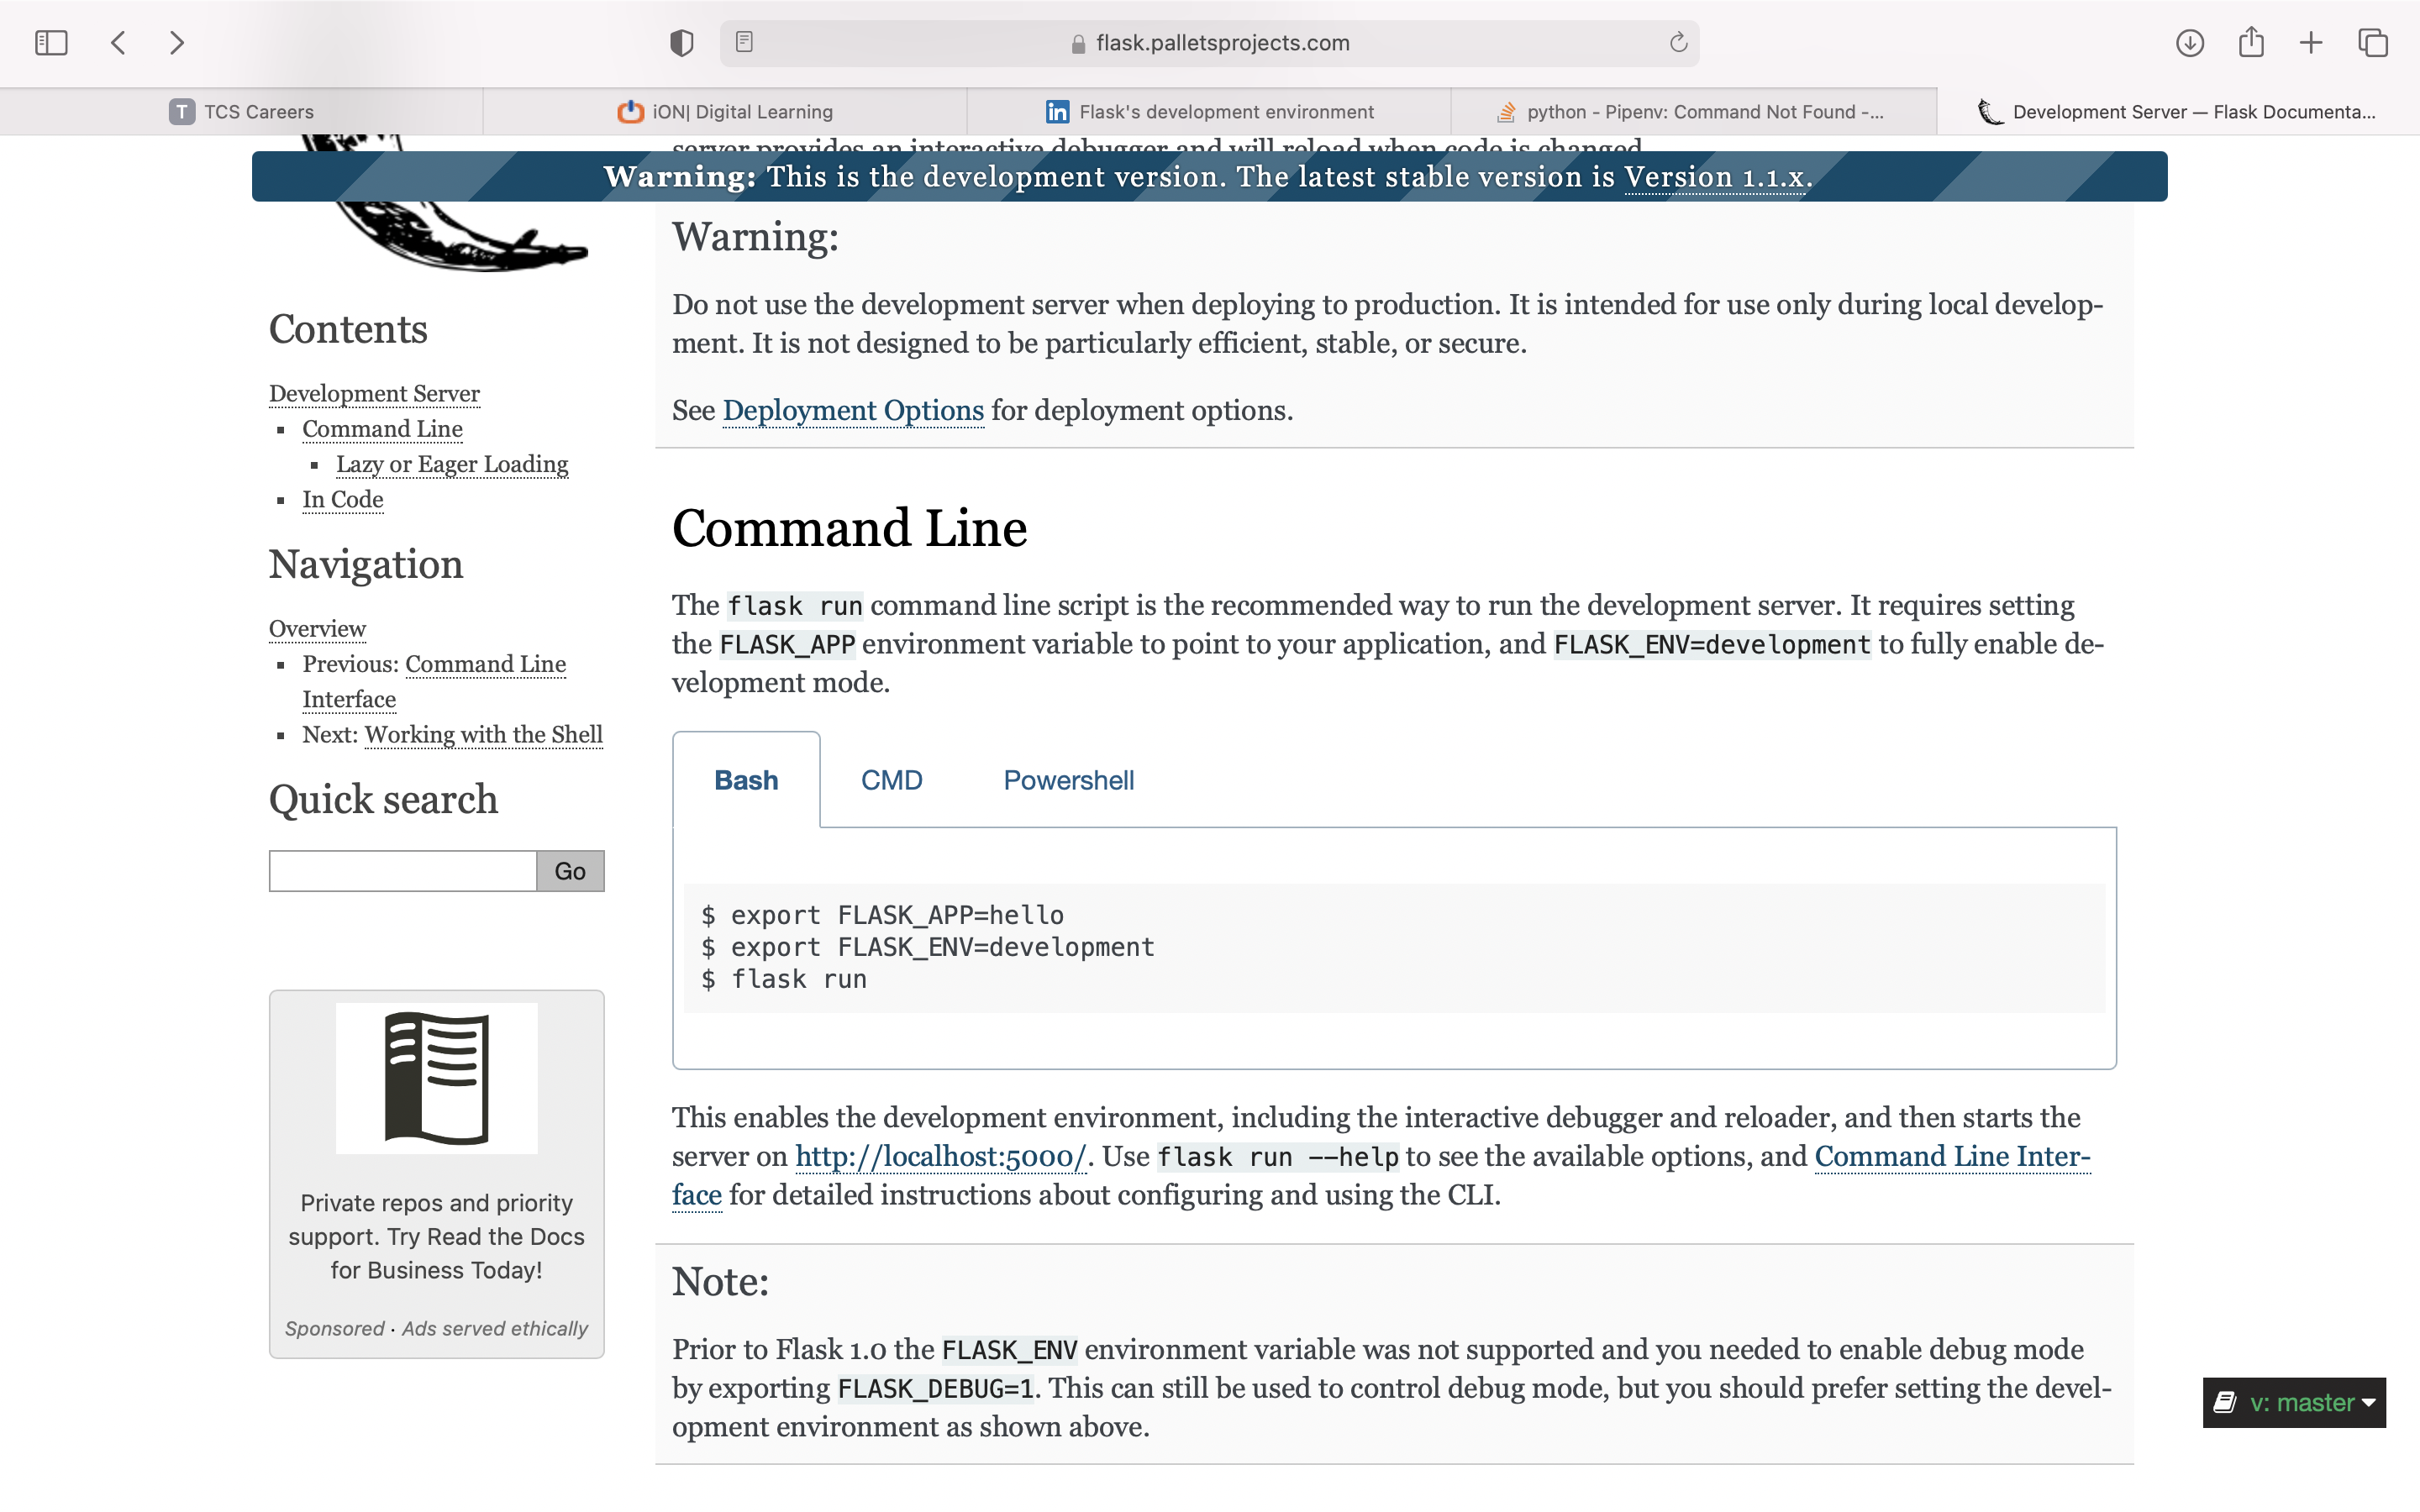 flask.palletsprojects.com
TCS Careers
iON| Digital Learning
Flask's development environment
python - Pipenv: Command Not Found -...
Development Server — Flask Documenta...
server provides an interactive debugger and will reload when code is changed.
Warning: This is the development version. The latest stable version is Version 1.1.x.
Contents
Development Server
Command Line
Lazy or Eager Loading
In Code
Navigation
Overview
Previous: Command Line
Interface
Next: Working with the Shell
Quick search
Go
Private repos and priority
support. Try Read the Docs
for Business Today!
Sponsored · Ads served ethically
Warning:
Do not use the development server when deploying to production. It is intended for use only during local develop-
ment. It is not designed to be particularly efficient, stable, or secure.
See Deployment Options for deployment options.
Command Line
The flask run command line script is the recommended way to run the development server. It requires setting
the FLASK_APP environment variable to point to your application, and FLASK_ENV=development to fully enable de-
velopment mode.
Bash
CMD
Powershell
$ export FLASK_APP=hello
$ export FLASK_ENV=development
$ flask run
This enables the development environment, including the interactive debugger and reloader, and then starts the
server on http://localhost:5000/. Use flask run --help to see the available options, and Command Line Inter-
face for detailed instructions about configuring and using the CLI.
Note:
Prior to Flask 1.0 the FLASK_ENV environment variable was not supported and you needed to enable debug mode
by exporting FLASK_DEBUG=1. This can still be used to control debug mode, but you should prefer setting the devel-
opment environment as shown above.
v: master